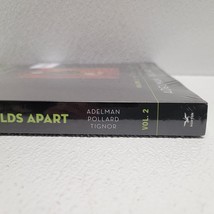 LDS APART
ADELMAN
POLLARD
TIGNOR
VOL. 2